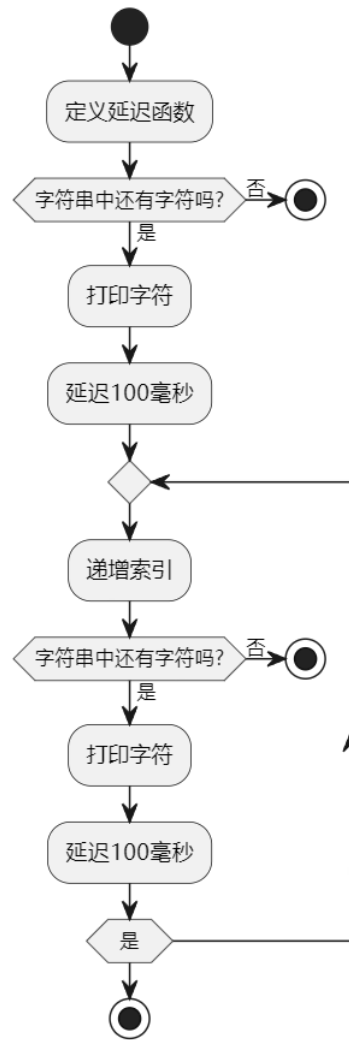 定义延迟函数
字符串中还有字符吗?
否
是
打印字符
延迟100毫秒
递增索引
字符串中还有字符吗?
否
是
打印字符
延迟100毫秒
是